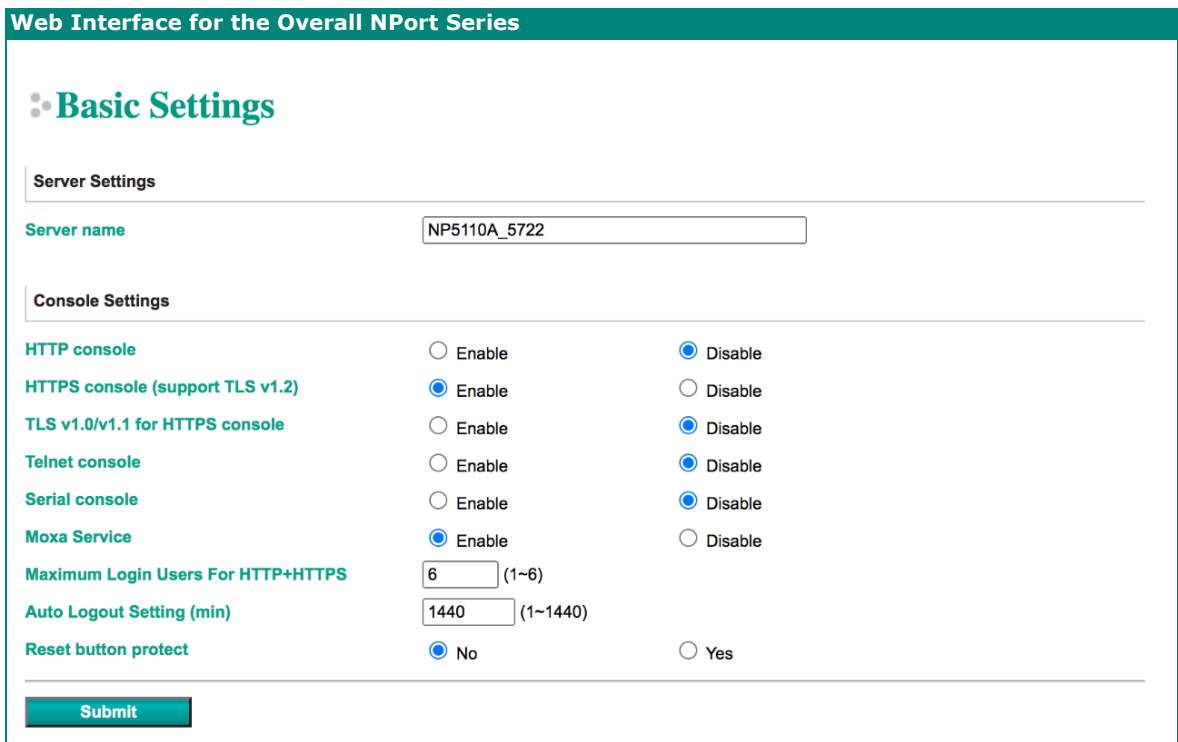 Web Interface for the Overall NPort Series
Basic Settings
Server Settings
Server name NP5110A_5722
Console Settings
HTTP console Enable Disable
HTTPS console (support TLS v1.2) Enable Disable
TLS v1.0/v1.1 for HTTPS console Enable Disable
Telnet console Enable Disable
Serial console Enable Disable
Moxa Service Enable Disable
Maximum Login Users For HTTP+HTTPS 6 (1~6)
Auto Logout Setting (min) 1440 (1~1440)
Reset button protect No Yes
Submit